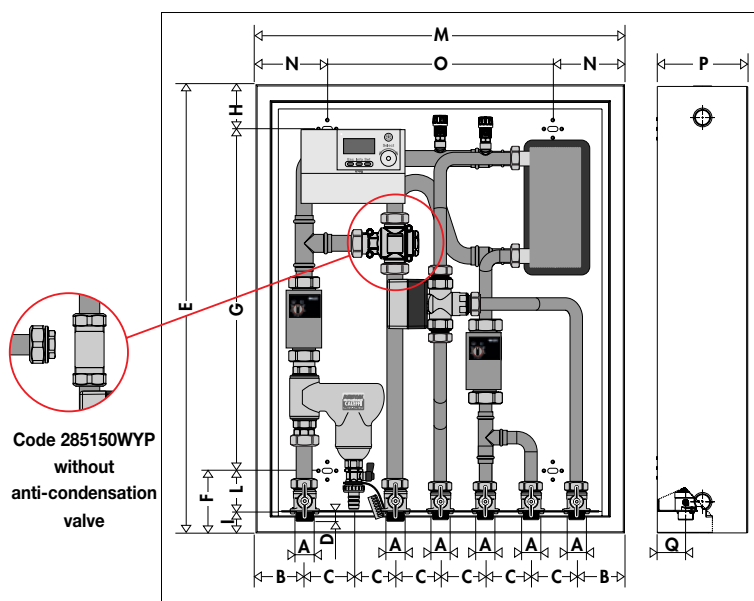 M
N O N
P
H
E
G
F
L
I
D
A A A A A A
B C C C C C B
Q
Code 285150WYP
without
anti-condensation
valve